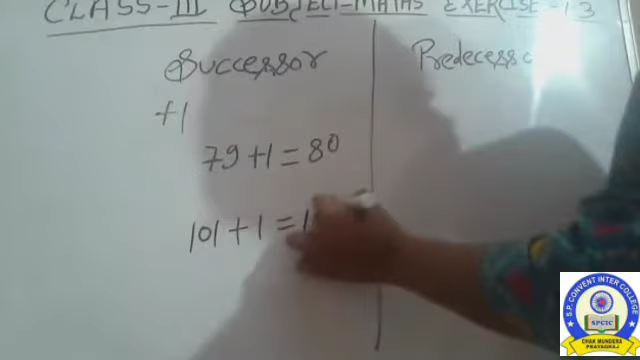 CLASS-III SUBJECT-MATHS EXERCISE-1.3
Successor
Predecesso
+1
79+1=80
101+1=1
S.P. CONVENT INTER COLLEGE
SPCIC
CHAK MUNDERA
PRAYAGRAJ